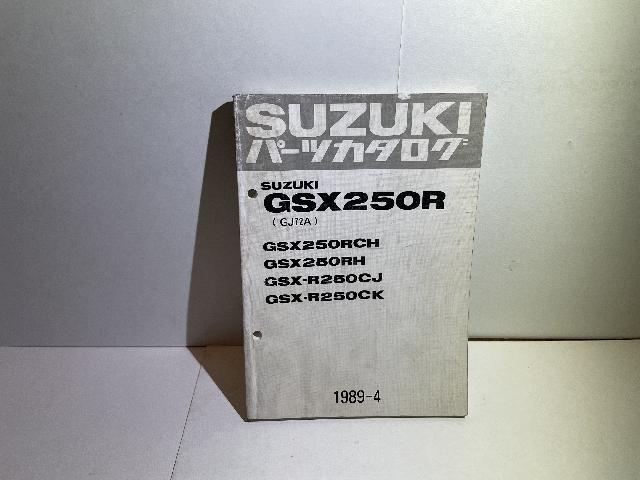 SUZUKI
パーツカタログ
SUZUKI
GSX250R
(GJ72A)
GSX250RCH
GSX250RH
GSX-R250CJ
GSX-R250CK
1989-4